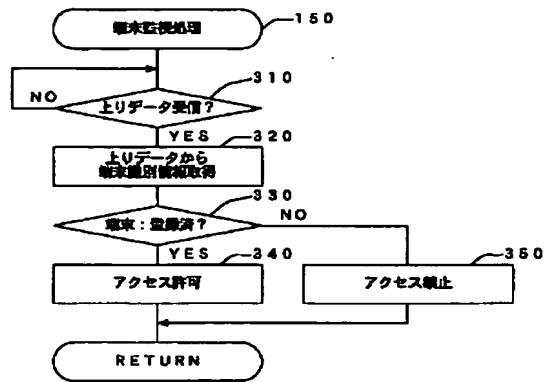 端末監視処理
150
310
NO
上りデータ受信？
YES
320
上りデータから
端末識別情報取得
330
端末：登録済？
NO
YES
340
350
アクセス許可
アクセス禁止
RETURN